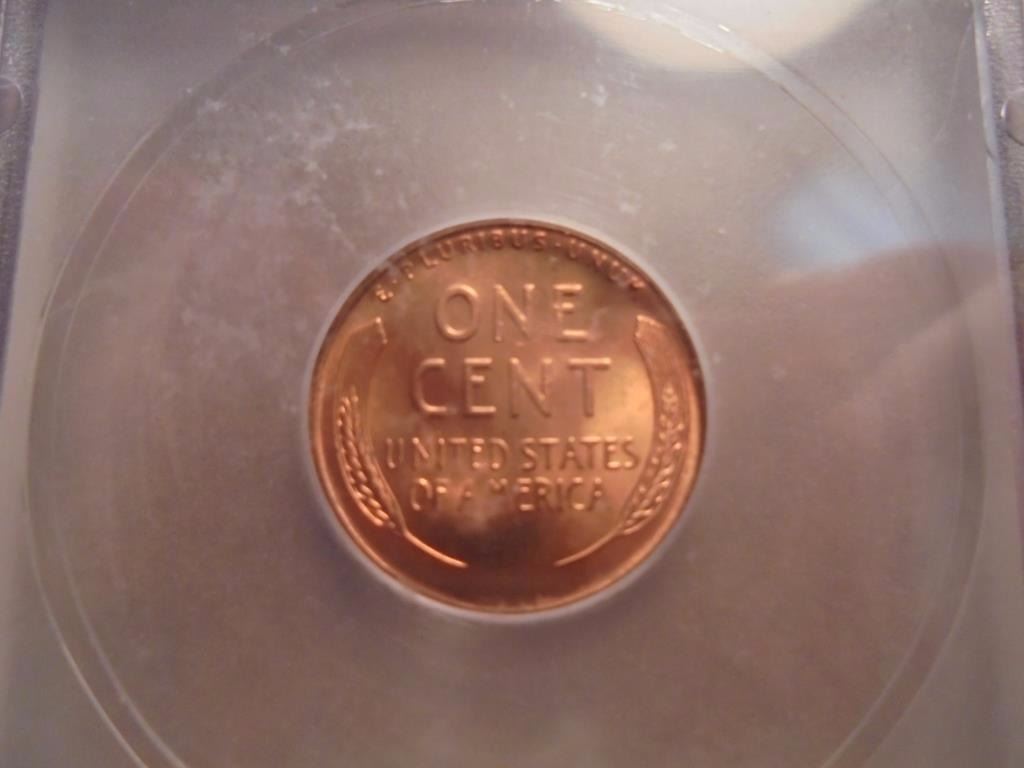 E·PLURIBUS·UNUM
ONE
CENT
UNITED STATES
OF AMERICA